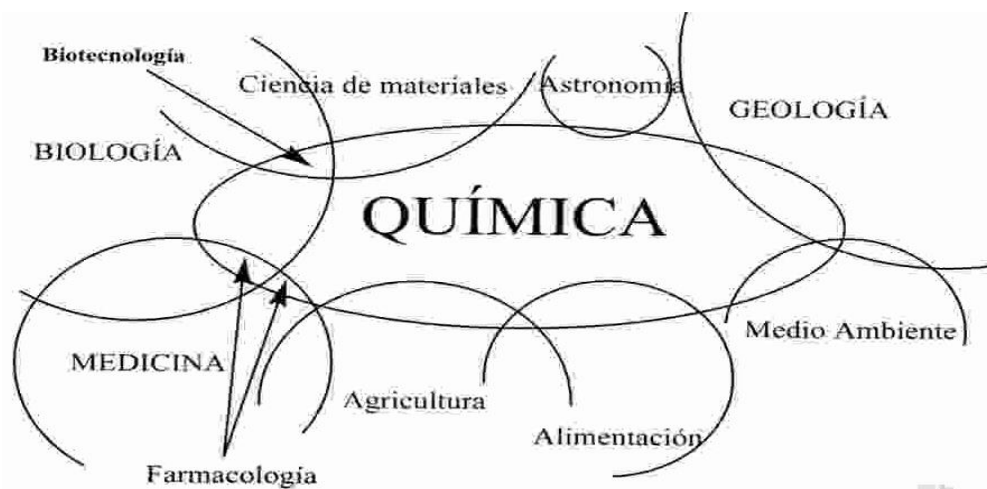 Biotecnología
Ciencia de materiales
Astronomía
GEOLOGÍA
BIOLOGÍA
QUÍMICA
Medio Ambiente
MEDICINA
Agricultura
Alimentación
Farmacología